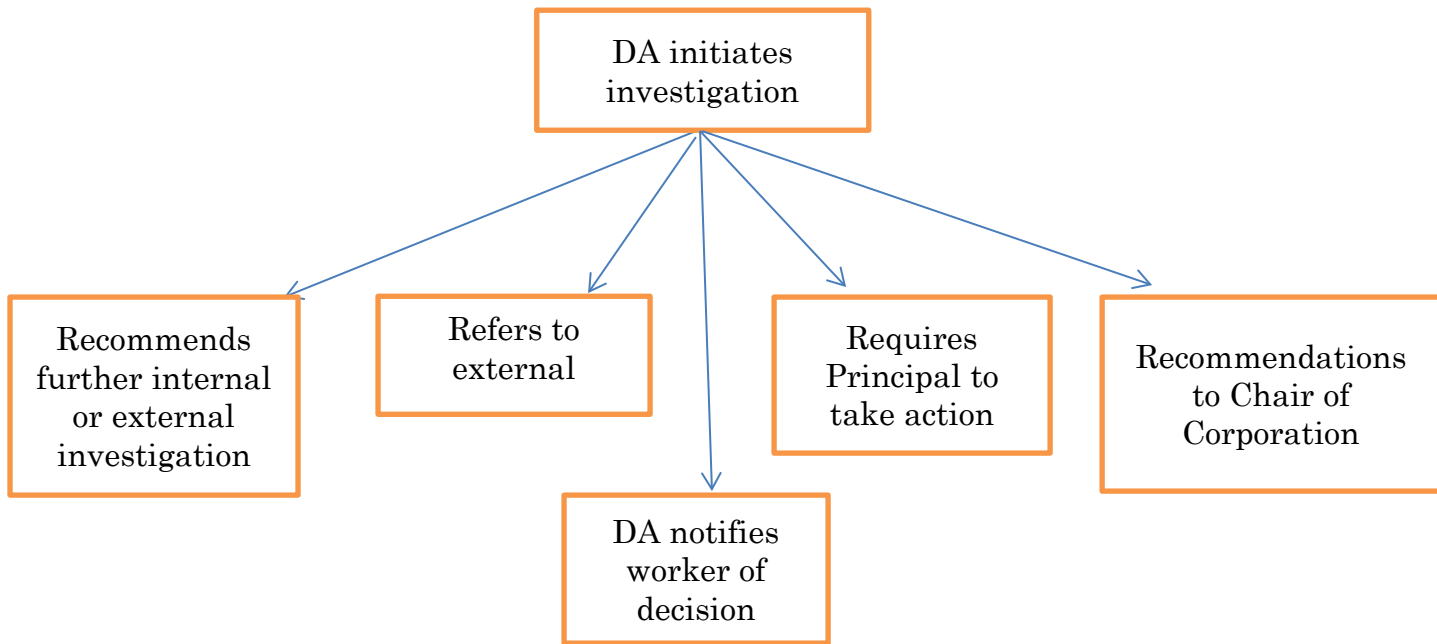 DA initiates
investigation
Recommends
further internal
or external
investigation
Refers to
external
Requires
Principal to
take action
Recommendations
to Chair of
Corporation
DA notifies
worker of
decision